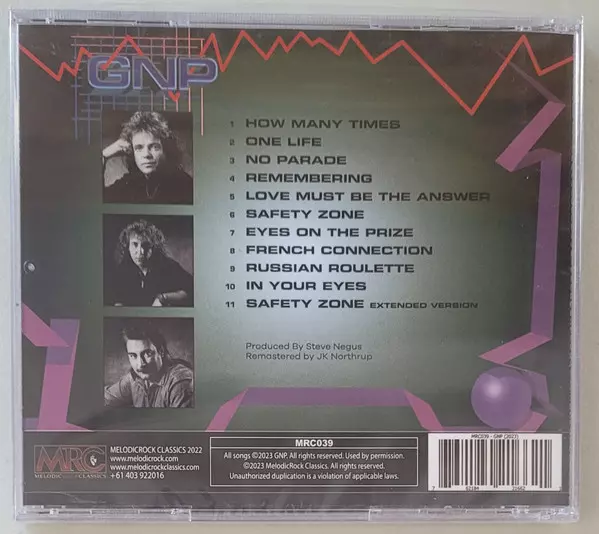 GNP
1 HOW MANY TIMES
2 ONE LIFE
3 NO PARADE
4 REMEMBERING
5 LOVE MUST BE THE ANSWER
6 SAFETY ZONE
7 EYES ON THE PRIZE
8 FRENCH CONNECTION
9 RUSSIAN ROULETTE
10 IN YOUR EYES
11 SAFETY ZONE EXTENDED VERSION
Produced By Steve Negus
Remastered by JK Northrup
MRC
MELODICROCK CLASSICS 2022
www.melodicrock.com
www.melodicrockclassics.com
+61 403 922016
MRC039
All songs ©2023 GNP. All rights reserved. Used by permission.
©2023 MelodicRock Classics. All rights reserved.
Unauthorized duplication is a violation of applicable laws.
MRC039 - GNP (2023)